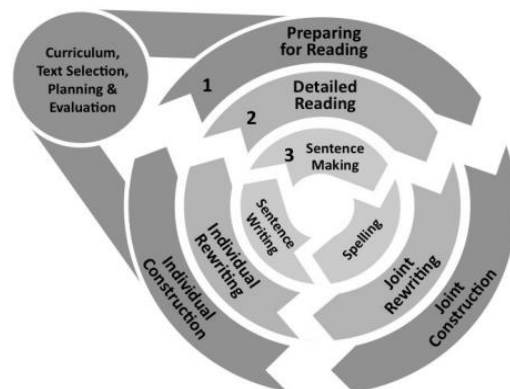 Curriculum,
Text Selection,
Planning &
Evaluation
1
Preparing
for Reading
2
Detailed
Reading
3
Sentence
Making
Spelling
Sentence
Writing
Joint
Rewriting
Individual
Rewriting
Joint
Construction
Individual
Construction